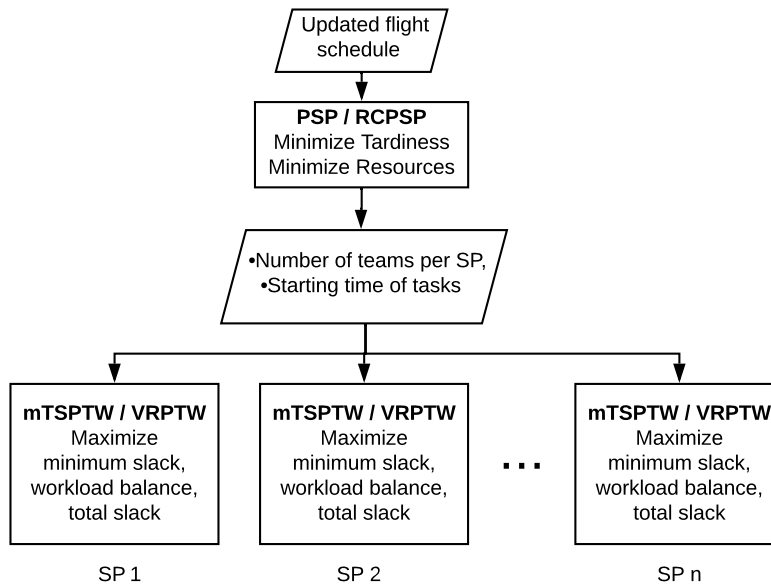 Updated flight
schedule
PSP / RCPSP
Minimize Tardiness
Minimize Resources
•Number of teams per SP,
•Starting time of tasks
mTSPTW / VRPTW
Maximize
minimum slack,
workload balance,
total slack
SP 1
mTSPTW / VRPTW
Maximize
minimum slack,
workload balance,
total slack
SP 2
...
mTSPTW / VRPTW
Maximize
minimum slack,
workload balance,
total slack
SP n